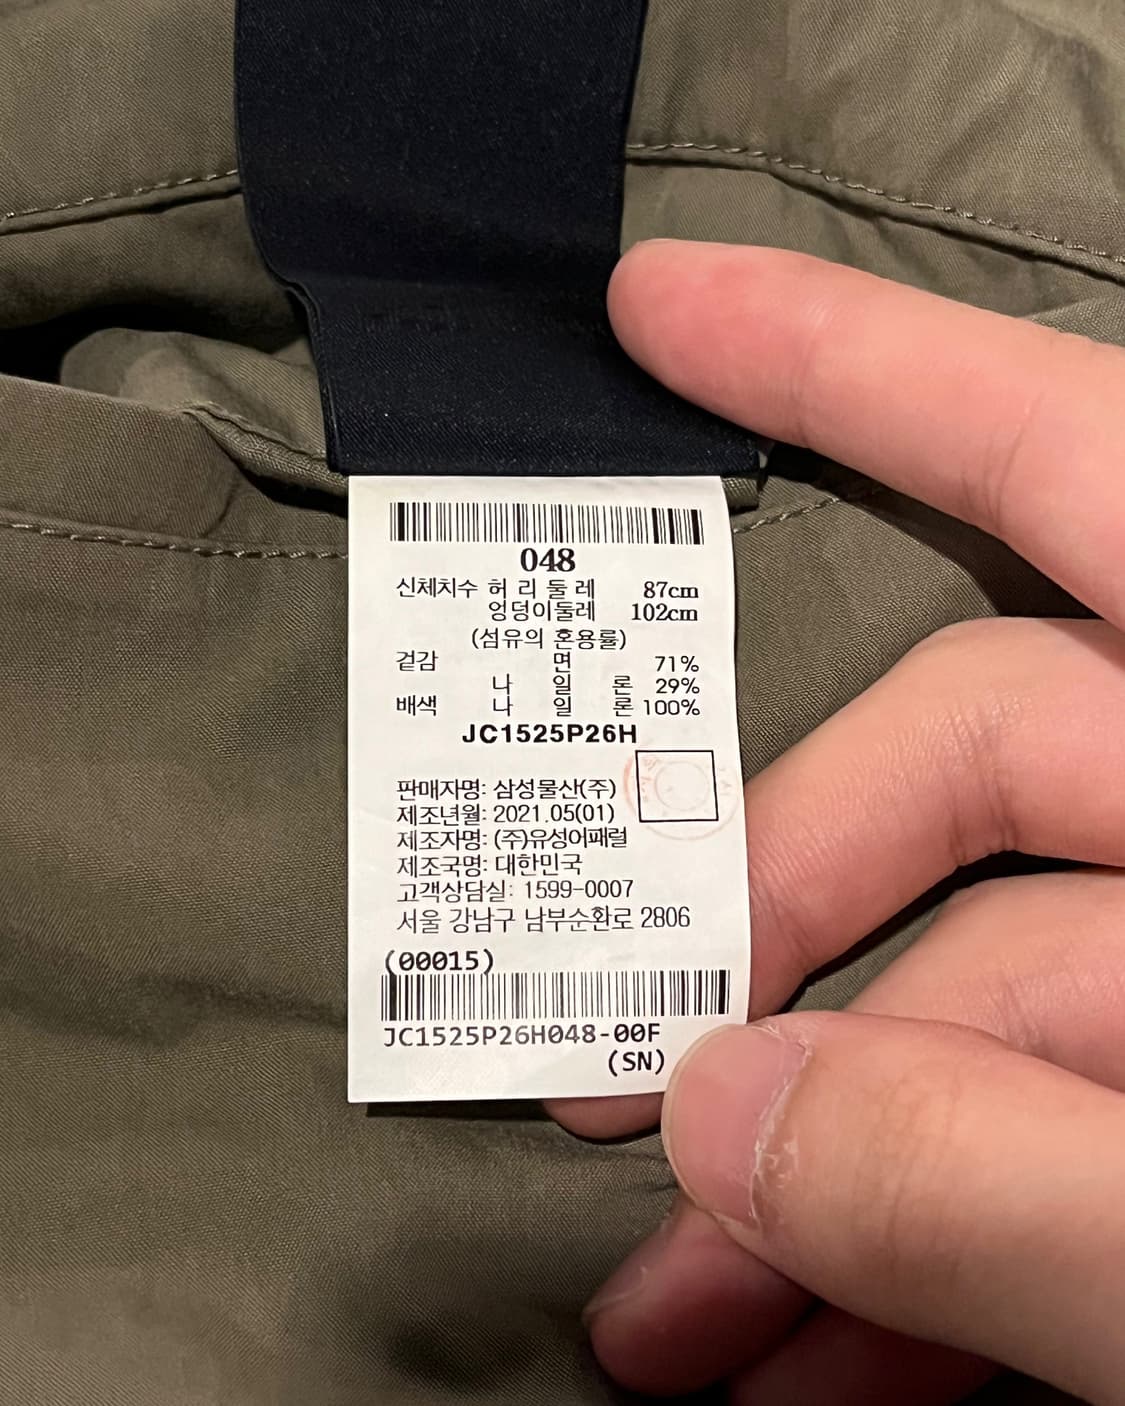 048
신체치수 허 리 둘 레 87cm
엉덩이둘레 102cm
(섬유의 혼용률)
겉감 면 71%
나 일 론 29%
배색 나 일 론 100%
JC1525P26H
판매자명: 삼성물산(주)
제조년월: 2021.05(01)
제조자명: (주)유성어패럴
제조국명: 대한민국
고객상담실: 1599-0007
서울 강남구 남부순환로 2806
(00015)
JC1525P26H048-00F
(SN)